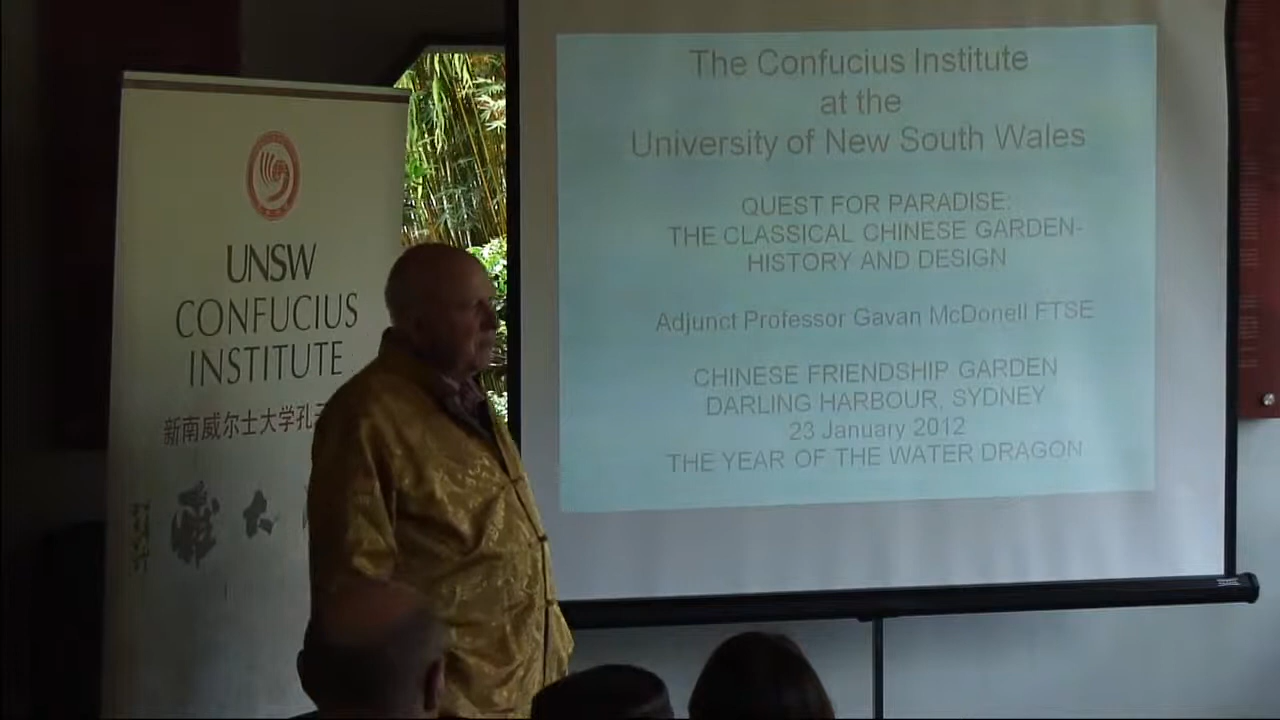 UNSW
CONFUCIUS
INSTITUTE
新南威尔士大学孔
大
The Confucius Institute
at the
University of New South Wales
QUEST FOR PARADISE:
THE CLASSICAL CHINESE GARDEN-
HISTORY AND DESIGN
Adjunct Professor Gavan McDonell FTSE
CHINESE FRIENDSHIP GARDEN
DARLING HARBOUR, SYDNEY
23 January 2012
THE YEAR OF THE WATER DRAGON